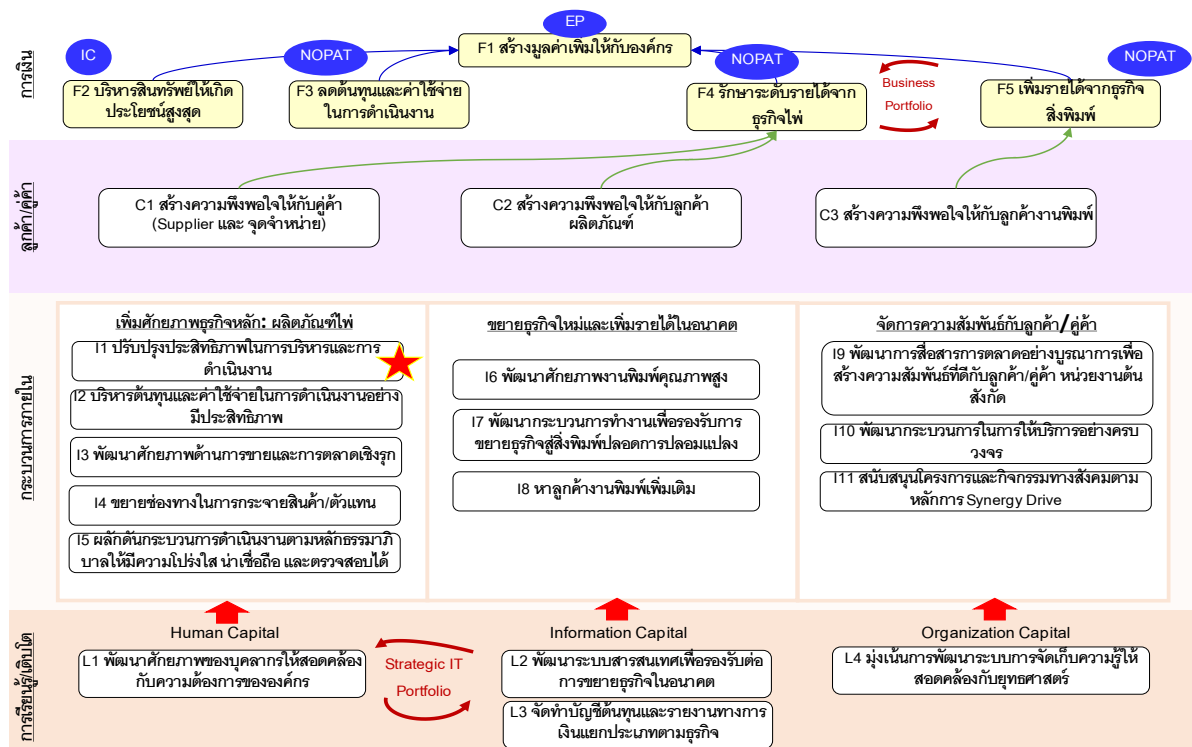 EP
F1 สร้างมูลค่าเพิ่มให้กับองค์กร
IC
NOPAT
NOPAT
NOPAT
การเงิน
F2 บริหารสินทรัพย์ให้เกิด
ประโยชน์สูงสุด
F3 ลดต้นทุนและค่าใช้จ่าย
ในการดำเนินงาน
F4 รักษาระดับรายได้จาก
ธุรกิจไพ่
Business
Portfolio
F5 เพิ่มรายได้จากธุรกิจ
สิ่งพิมพ์
ลูกค้า/คู่ค้า
C1 สร้างความพึงพอใจให้กับคู่ค้า
(Supplier และ จุดจำหน่าย)
C2 สร้างความพึงพอใจให้กับลูกค้า
ผลิตภัณฑ์
C3 สร้างความพึงพอใจให้กับลูกค้างานพิมพ์
กระบวนการภายใน
เพิ่มศักยภาพธุรกิจหลัก: ผลิตภัณฑ์ไพ่
I1 ปรับปรุงประสิทธิภาพในการบริหารและการ
ดำเนินงาน
I2 บริหารต้นทุนและค่าใช้จ่ายในการดำเนินงานอย่าง
มีประสิทธิภาพ
I3 พัฒนาศักยภาพด้านการขายและการตลาดเชิงรุก
I4 ขยายช่องทางในการกระจายสินค้า/ตัวแทน
I5 ผลักดันกระบวนการดำเนินงานตามหลักธรรมาภิ
บาลให้มีความโปร่งใส น่าเชื่อถือ และตรวจสอบได้
ขยายธุรกิจใหม่และเพิ่มรายได้ในอนาคต
I6 พัฒนาศักยภาพงานพิมพ์คุณภาพสูง
I7 พัฒนากระบวนการทำงานเพื่อรองรับการ
ขยายธุรกิจสู่สิ่งพิมพ์ปลอดการปลอมแปลง
I8 หาลูกค้างานพิมพ์เพิ่มเติม
จัดการความสัมพันธ์กับลูกค้า/คู่ค้า
I9 พัฒนาการสื่อสารการตลาดอย่างบูรณาการเพื่อ
สร้างความสัมพันธ์ที่ดีกับลูกค้า/คู่ค้า หน่วยงานต้น
สังกัด
I10 พัฒนากระบวนการในการให้บริการอย่างครบ
วงจร
I11 สนับสนุนโครงการและกิจกรรมทางสังคมตาม
หลักการ Synergy Drive
การเรียนรู้/เติบโต
Human Capital
L1 พัฒนาศักยภาพของบุคลากรให้สอดคล้อง
กับความต้องการขององค์กร
Strategic IT
Portfolio
Information Capital
L2 พัฒนาระบบสารสนเทศเพื่อรองรับต่อ
การขยายธุรกิจในอนาคต
L3 จัดทำบัญชีต้นทุนและรายงานทางการ
เงินแยกประเภทตามธุรกิจ
Organization Capital
L4 มุ่งเน้นการพัฒนาระบบการจัดเก็บความรู้ให้
สอดคล้องกับยุทธศาสตร์